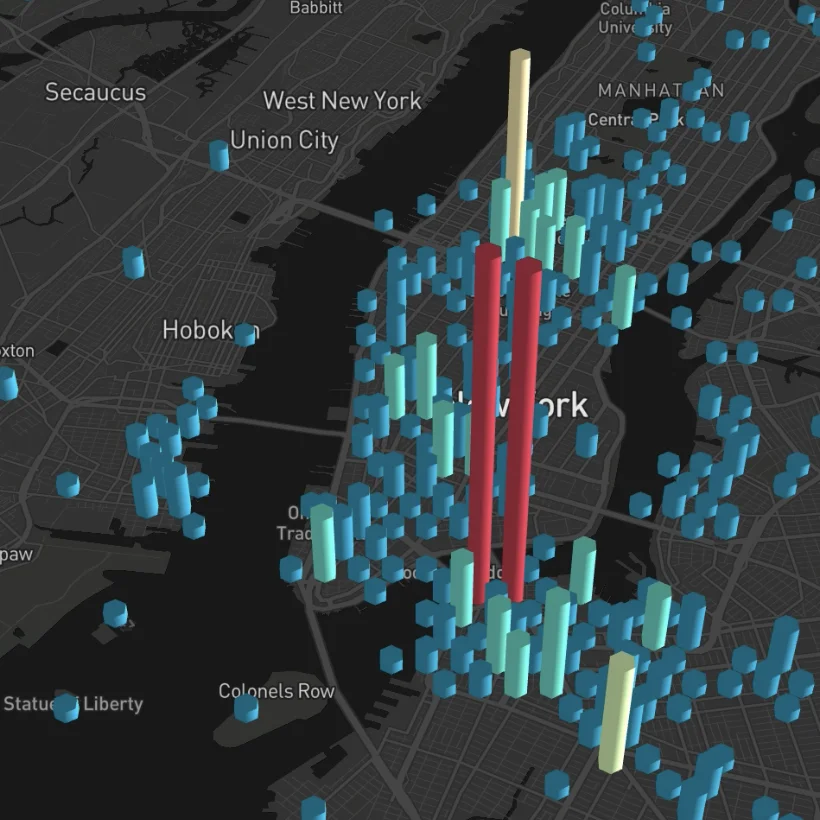 Babbitt
Columbia
University
Secaucus
MANHATTAN
West New York
Central Park
Union City
Hoboken
New York
Statue of Liberty
Colonels Row